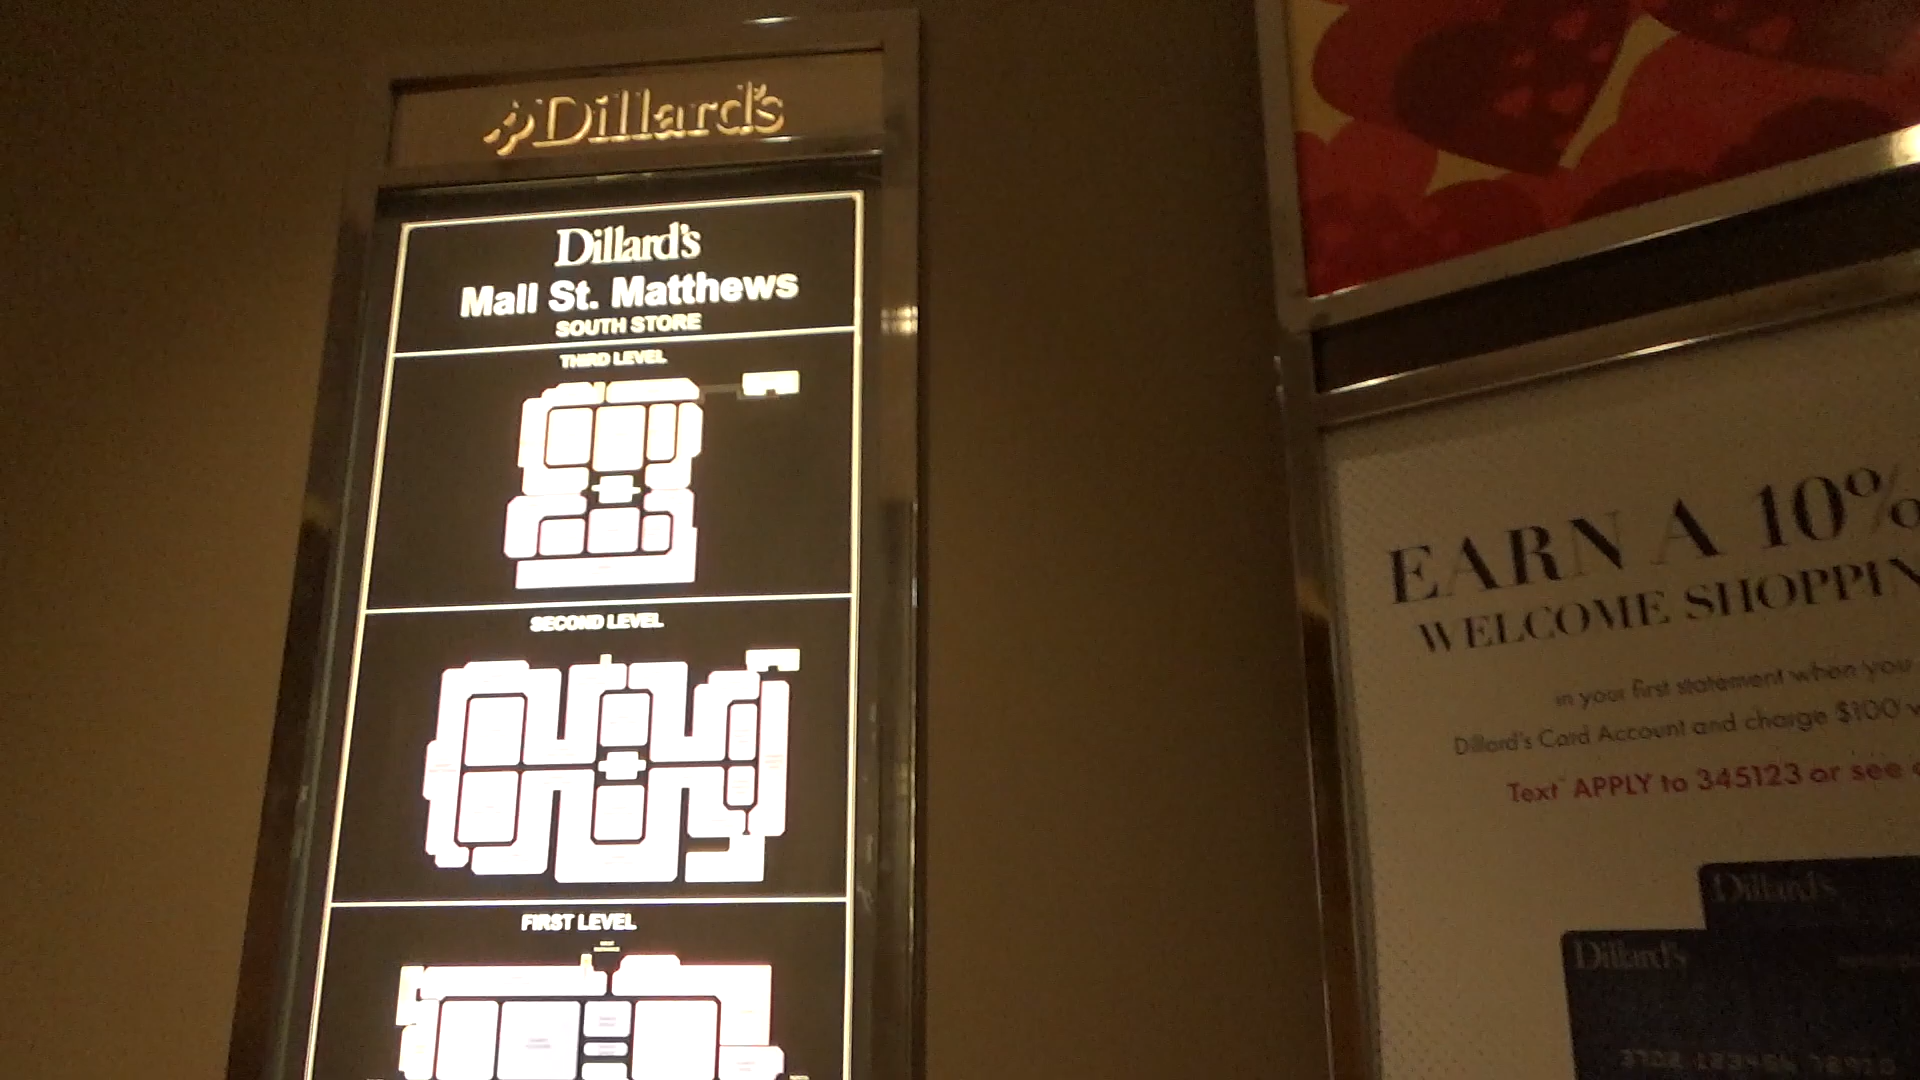 Dillard's
Dillard's
Mall St. Matthews
SOUTH STORE
THIRD LEVEL
SECOND LEVEL
FIRST LEVEL
EARN A 10%
WELCOME SHOPPIN
in your first statement when you
Dillard's Card Account and charge $100
Text APPLY to 345123 or see
Dillard's
Dillard's